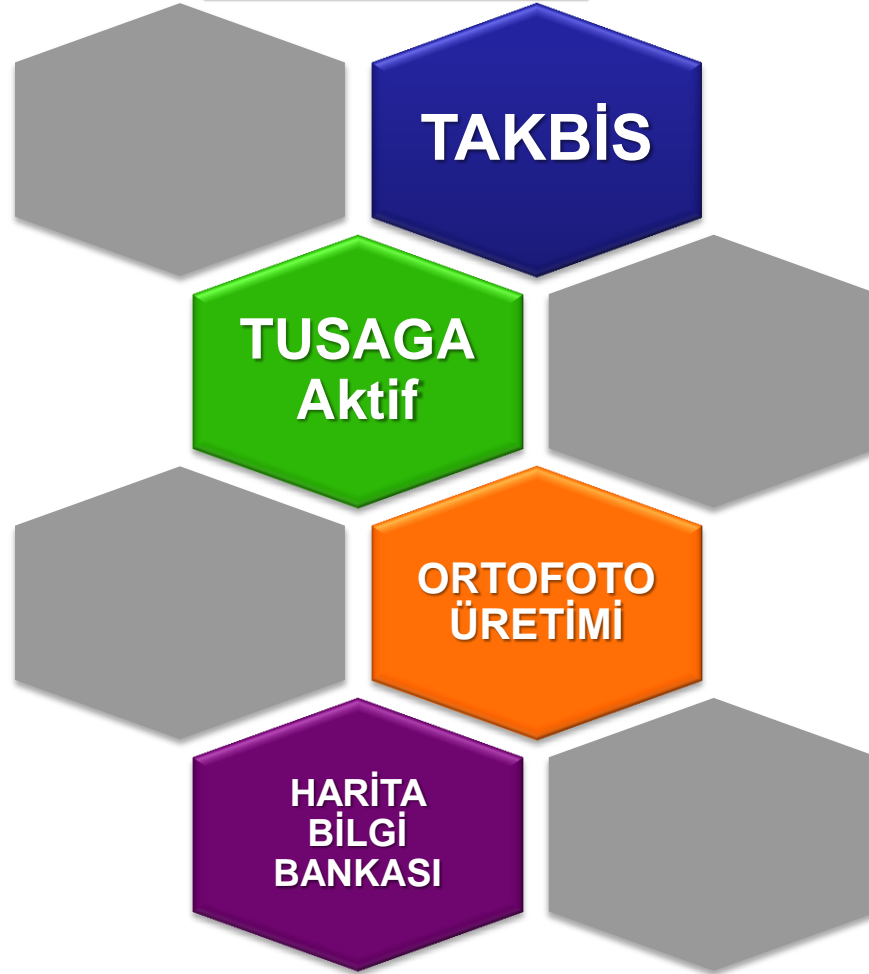 TAKBİS
TUSAGA
Aktif
ORTOFOTO
ÜRETİMİ
HARİTA
BİLGİ
BANKASI